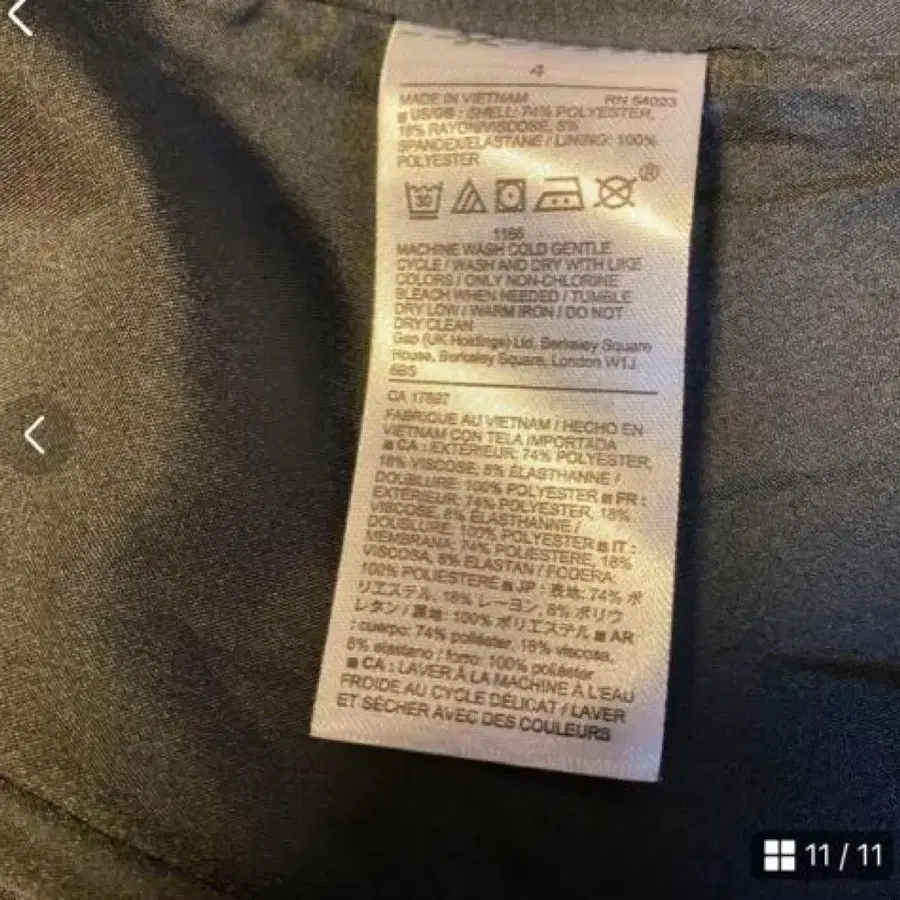 4
MADE IN VIETNAM RN 54023
■ US/GB : SHELL: 74% POLYESTER,
18% RAYON/VISCOSE, 8%
SPANDEX/ELASTANE / LINING: 100%
POLYESTER
30
®
1166
MACHINE WASH COLD GENTLE
CYCLE / WASH AND DRY WITH LIKE
COLORS / ONLY NON-CHLORINE
BLEACH WHEN NEEDED / TUMBLE
DRY LOW / WARM IRON / DO NOT
DRY CLEAN
Gap (UK Holdings) Ltd, Berkeley Square
House, Berkeley Square, London W1J
6BS
CA 17897
FABRIQUE AU VIETNAM / HECHO EN
VIETNAM CON TELA IMPORTADA
■ CA : EXTÉRIEUR: 74% POLYESTER,
18% VISCOSE, 8% ÉLASTHANNE /
DOUBLURE: 100% POLYESTER ■ FR :
EXTÉRIEUR: 74% POLYESTER, 18%
VISCOSE, 8% ÉLASTHANNE /
DOUBLURE: 100% POLYESTER ■ IT :
MEMBRANA: 74% POLIESTERE, 18%
VISCOSA, 8% ELASTAN / FODERA:
100% POLIESTERE ■ JP : 表地: 74% ポ
リエステル, 18% レーヨン, 8% ポリウ
レタン / 裏地: 100% ポリエステル ■ AR
: cuerpo: 74% poliéster, 18% viscosa,
8% elastano / forro: 100% poliéster
■ CA : LAVER À LA MACHINE À L'EAU
FROIDE AU CYCLE DÉLICAT / LAVER
ET SÉCHER AVEC DES COULEURS
11 / 11